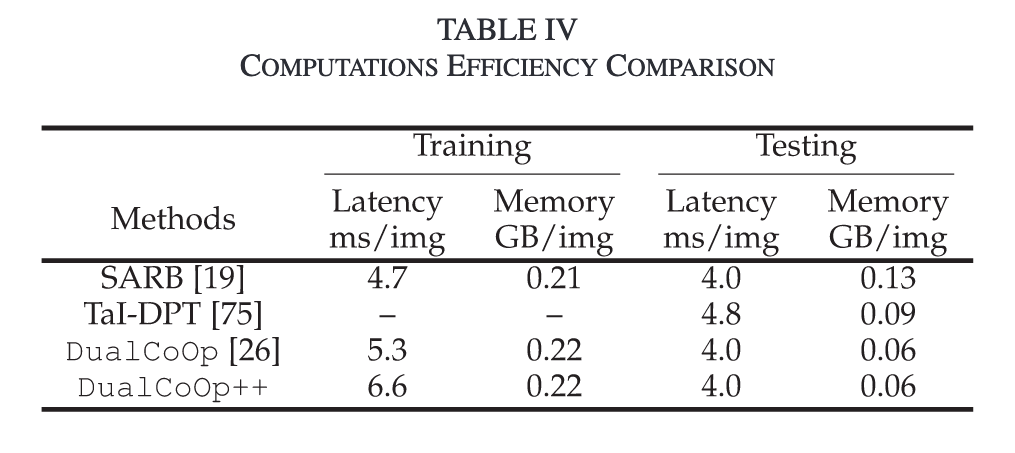 TABLE IV
COMPUTATIONS EFFICIENCY COMPARISON
Training Testing
Methods Latency ms/img Memory GB/img Latency ms/img Memory GB/img
SARB [19] 4.7 0.21 4.0 0.13
TaI-DPT [75] – – 4.8 0.09
DualCoOp [26] 5.3 0.22 4.0 0.06
DualCoOp++ 6.6 0.22 4.0 0.06